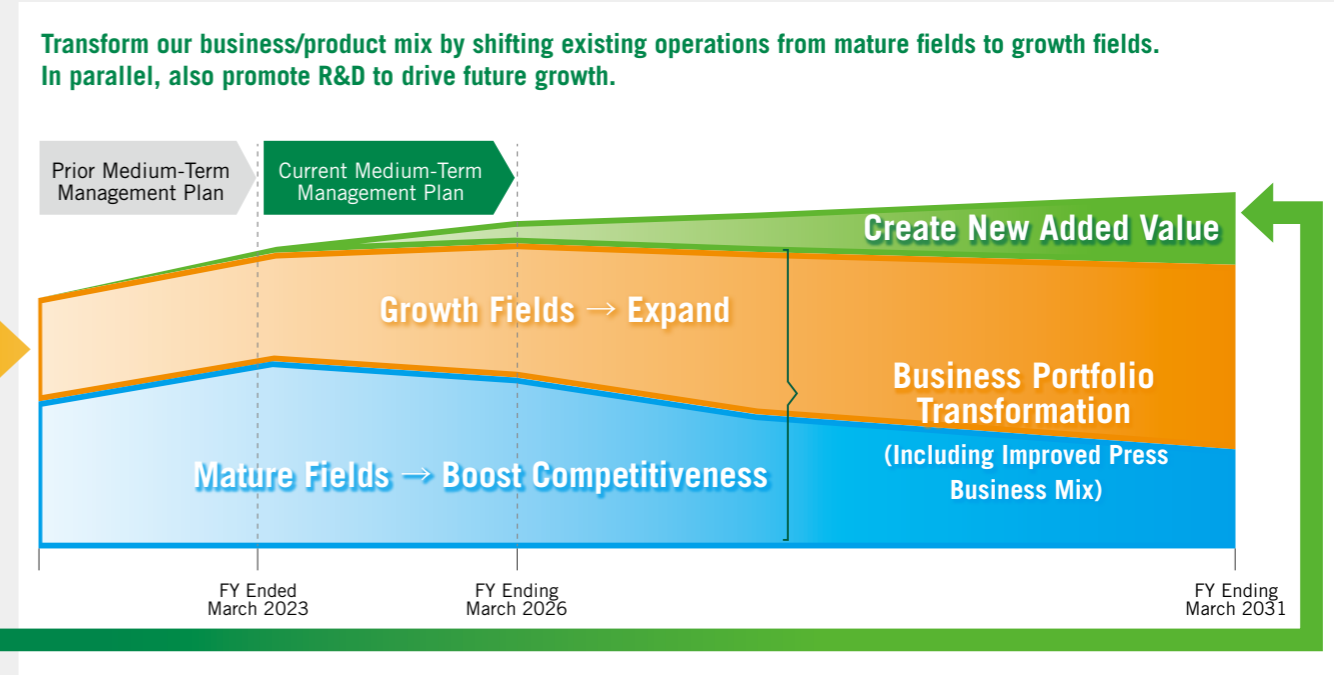 Transform our business/product mix by shifting existing operations from mature fields to growth fields.
In parallel, also promote R&D to drive future growth.
Prior Medium-Term
Management Plan
Current Medium-Term
Management Plan
Create New Added Value
Growth Fields → Expand
Business Portfolio
Transformation
(Including Improved Press
Business Mix)
Mature Fields → Boost Competitiveness
FY Ended
March 2023
FY Ending
March 2026
FY Ending
March 2031